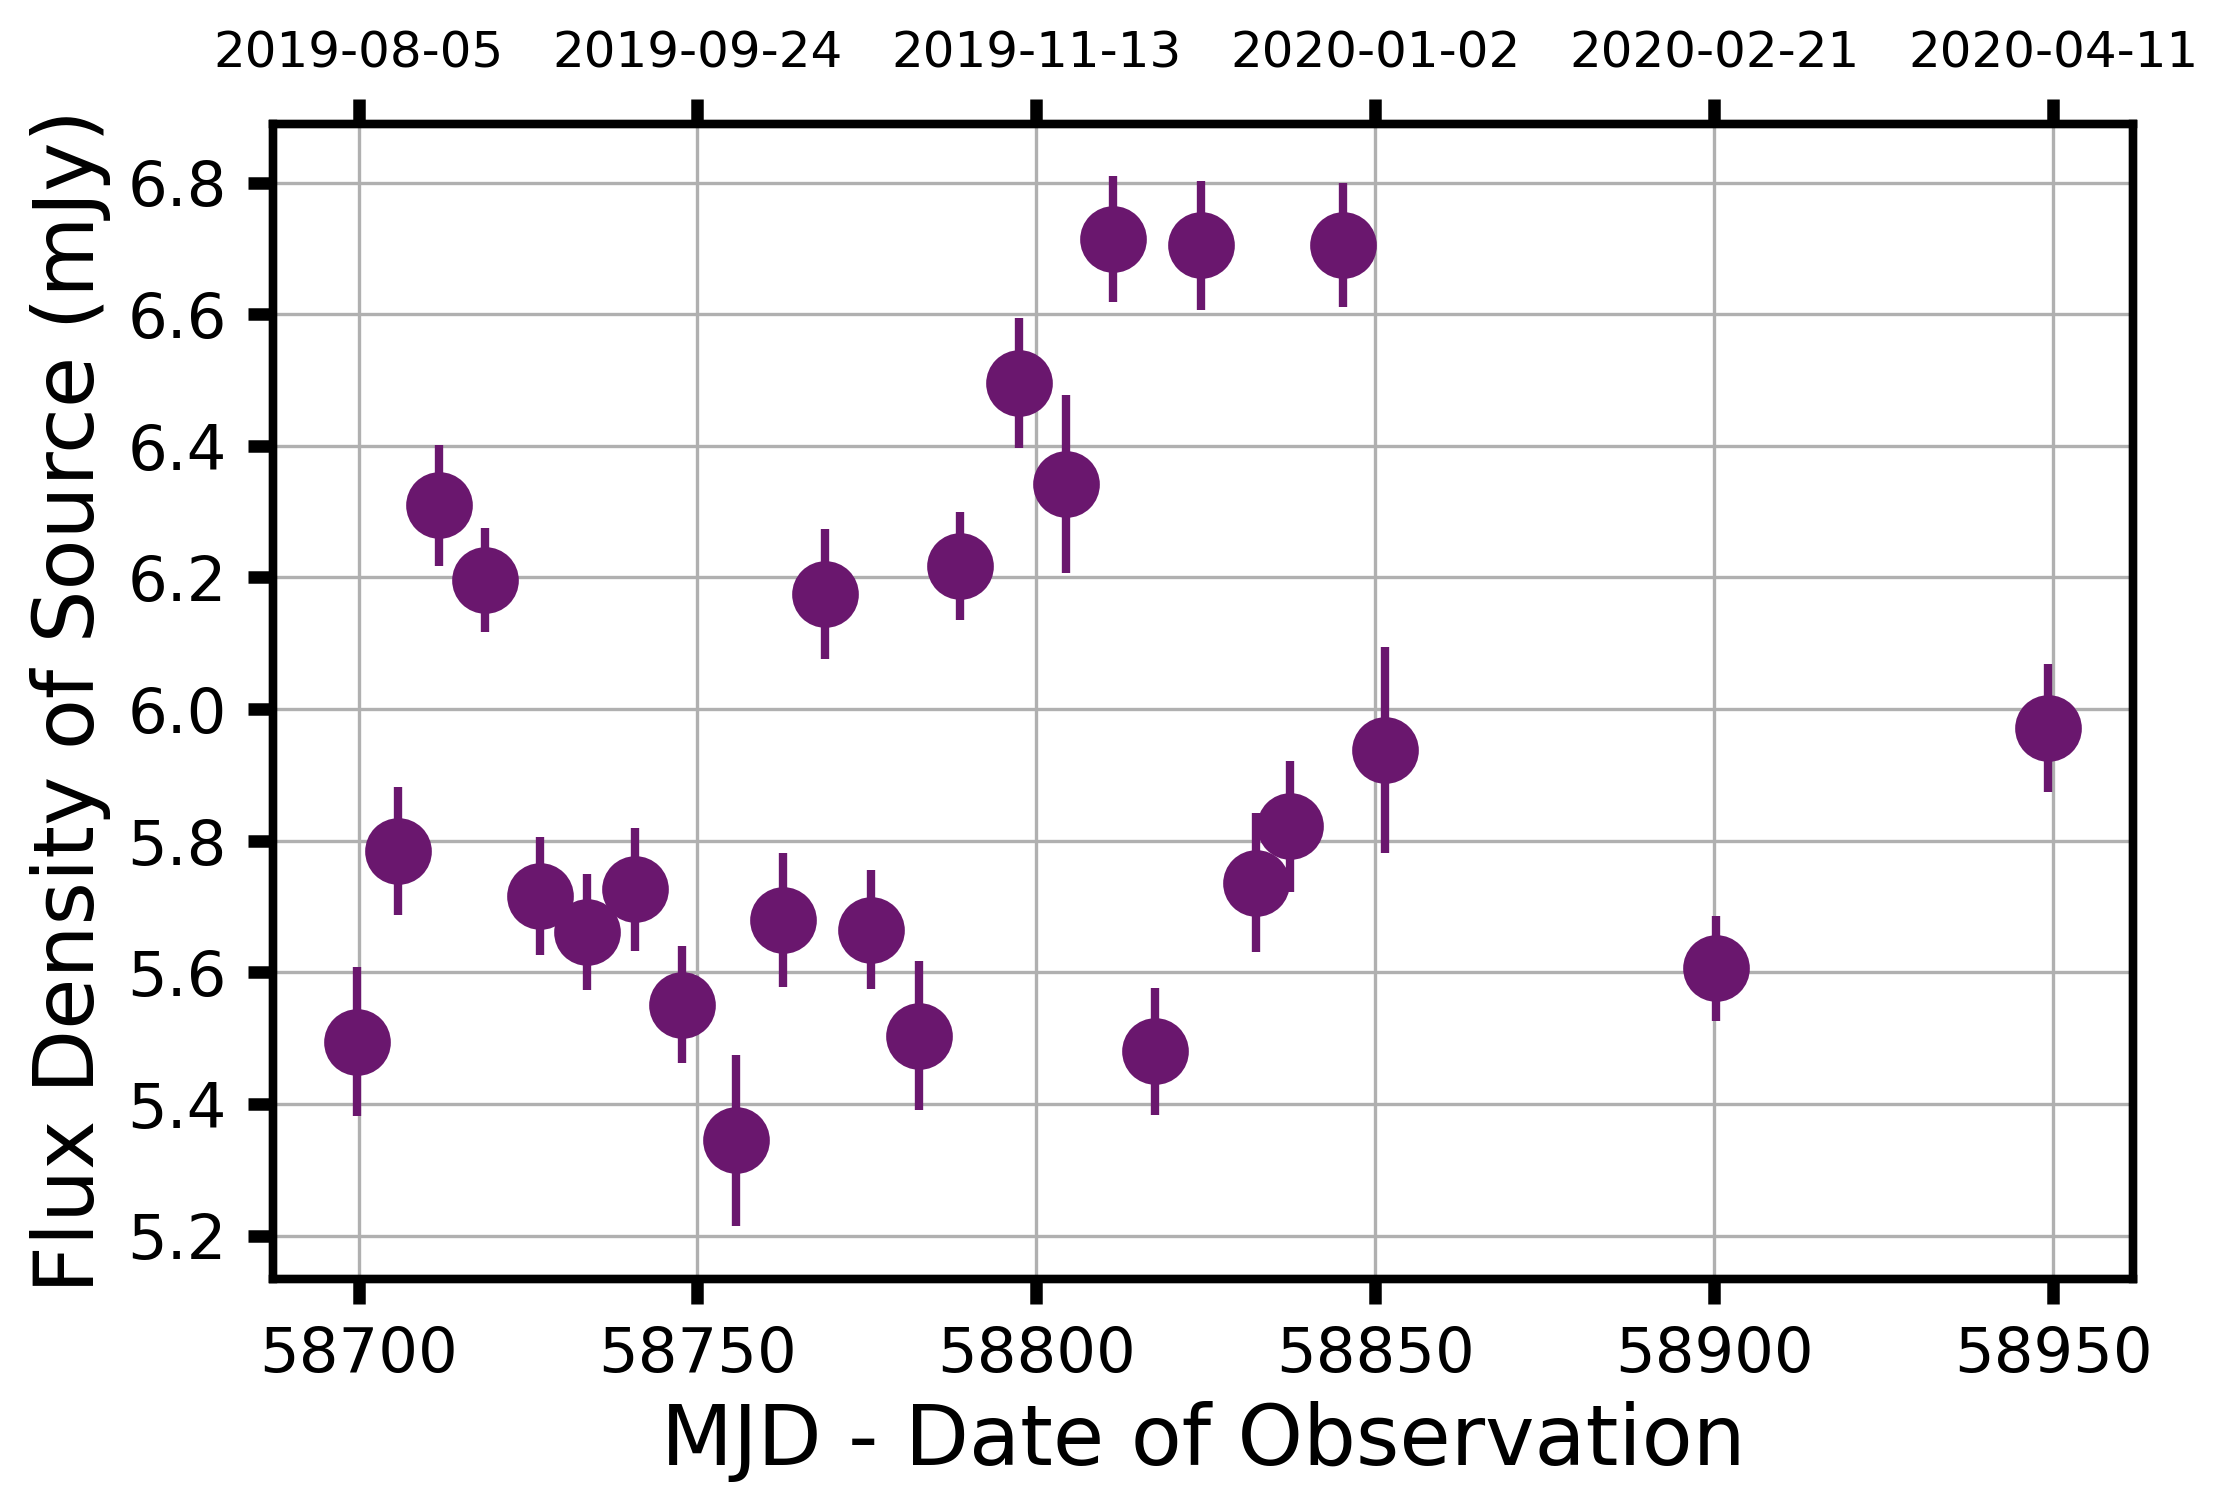 2019-08-05 2019-09-24 2019-11-13 2020-01-02 2020-02-21 2020-04-11
Flux Density of Source (mJy)
6.8
6.6
6.4
6.2
6.0
5.8
5.6
5.4
5.2
58700 58750 58800 58850 58900 58950
MJD - Date of Observation